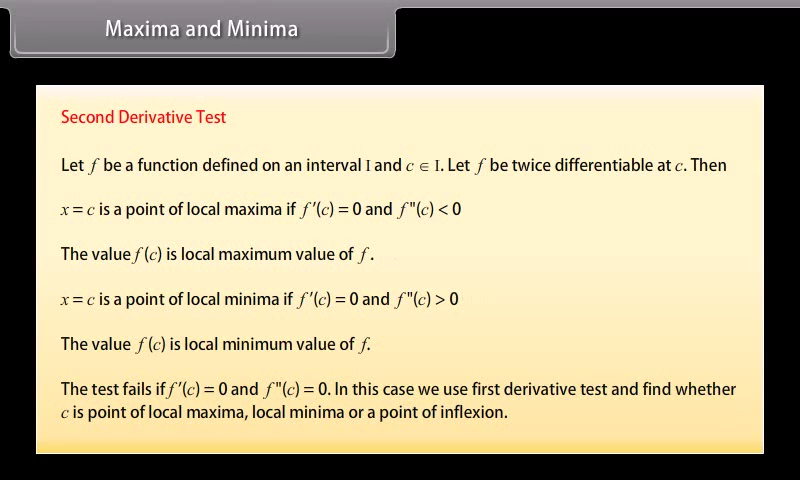 Maxima and Minima
Second Derivative Test
Let f be a function defined on an interval I and c ∈ I. Let f be twice differentiable at c. Then
x = c is a point of local maxima if f'(c) = 0 and f"(c) < 0
The value f (c) is local maximum value of f.
x = c is a point of local minima if f'(c) = 0 and f"(c) > 0
The value f (c) is local minimum value of f.
The test fails if f'(c) = 0 and f"(c) = 0. In this case we use first derivative test and find whether
c is point of local maxima, local minima or a point of inflexion.